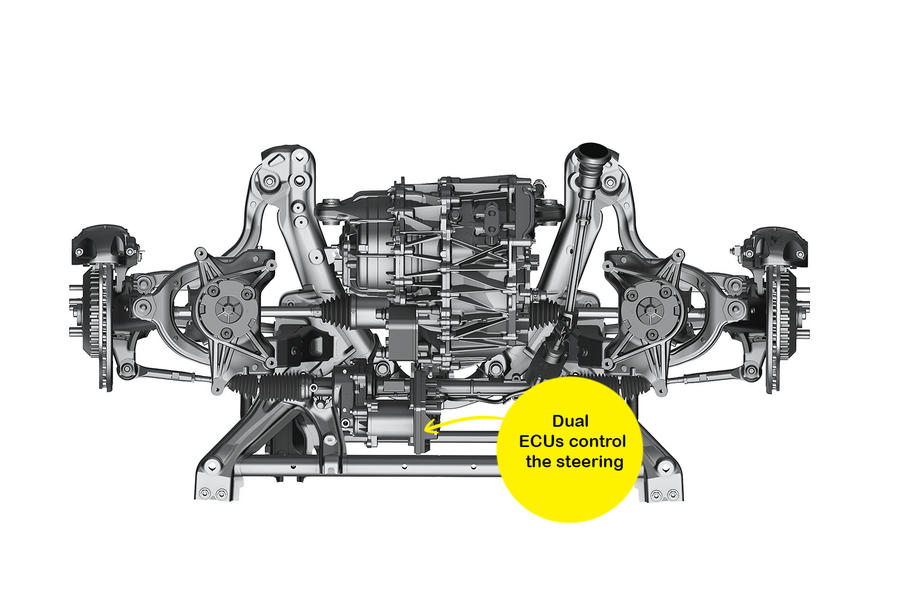 Dual
ECUs control
the steering